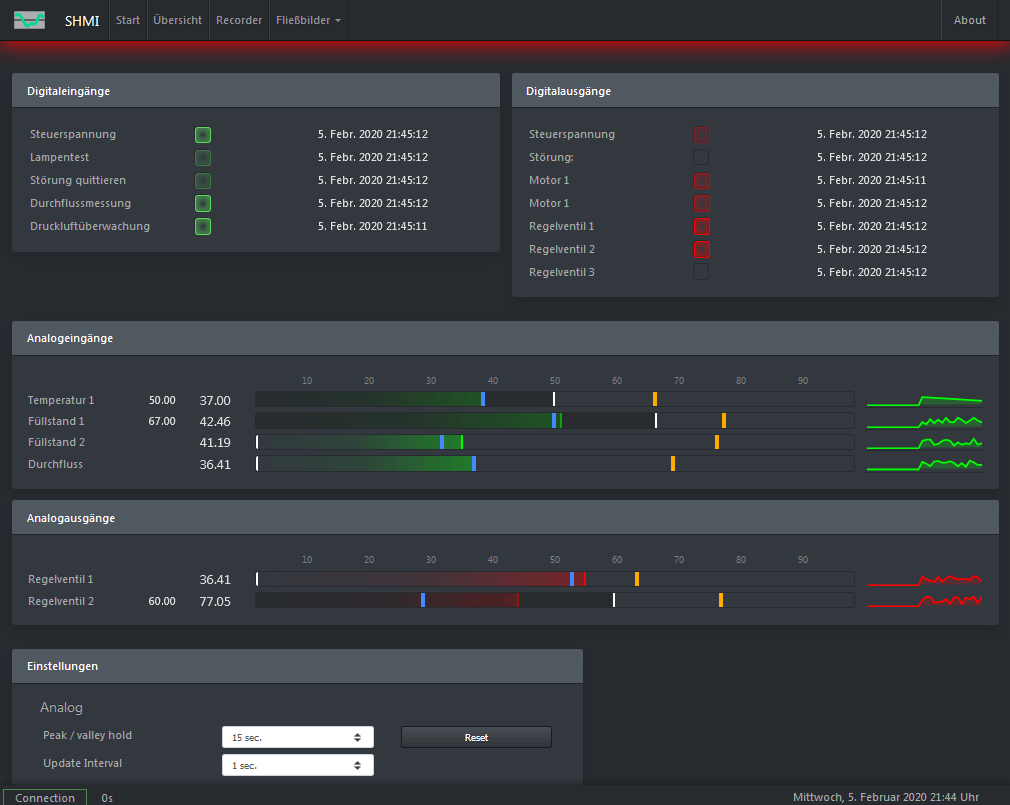 SHMI Start Übersicht Recorder Fließbilder About
Digitaleingänge
Steuerspannung 5. Febr. 2020 21:45:12
Lampentest 5. Febr. 2020 21:45:12
Störung quittieren 5. Febr. 2020 21:45:12
Durchflussmessung 5. Febr. 2020 21:45:12
Druckluftüberwachung 5. Febr. 2020 21:45:11
Digitalausgänge
Steuerspannung 5. Febr. 2020 21:45:12
Störung: 5. Febr. 2020 21:45:12
Motor 1 5. Febr. 2020 21:45:11
Motor 1 5. Febr. 2020 21:45:12
Regelventil 1 5. Febr. 2020 21:45:12
Regelventil 2 5. Febr. 2020 21:45:12
Regelventil 3 5. Febr. 2020 21:45:12
Analogeingänge
10 20 30 40 50 60 70 80 90
Temperatur 1 50.00 37.00
Füllstand 1 67.00 42.46
Füllstand 2 41.19
Durchfluss 36.41
Analogausgänge
10 20 30 40 50 60 70 80 90
Regelventil 1 36.41
Regelventil 2 60.00 77.05
Einstellungen
Analog
Peak / valley hold 15 sec. Reset
Update Interval 1 sec.
Connection 0s Mittwoch, 5. Februar 2020 21:44 Uhr